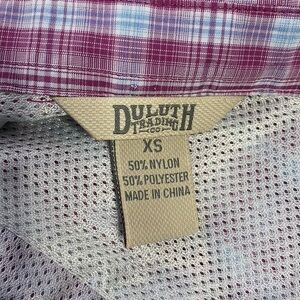 DULUTH
TRADING
CO
XS
50% NYLON
50% POLYESTER
MADE IN CHINA